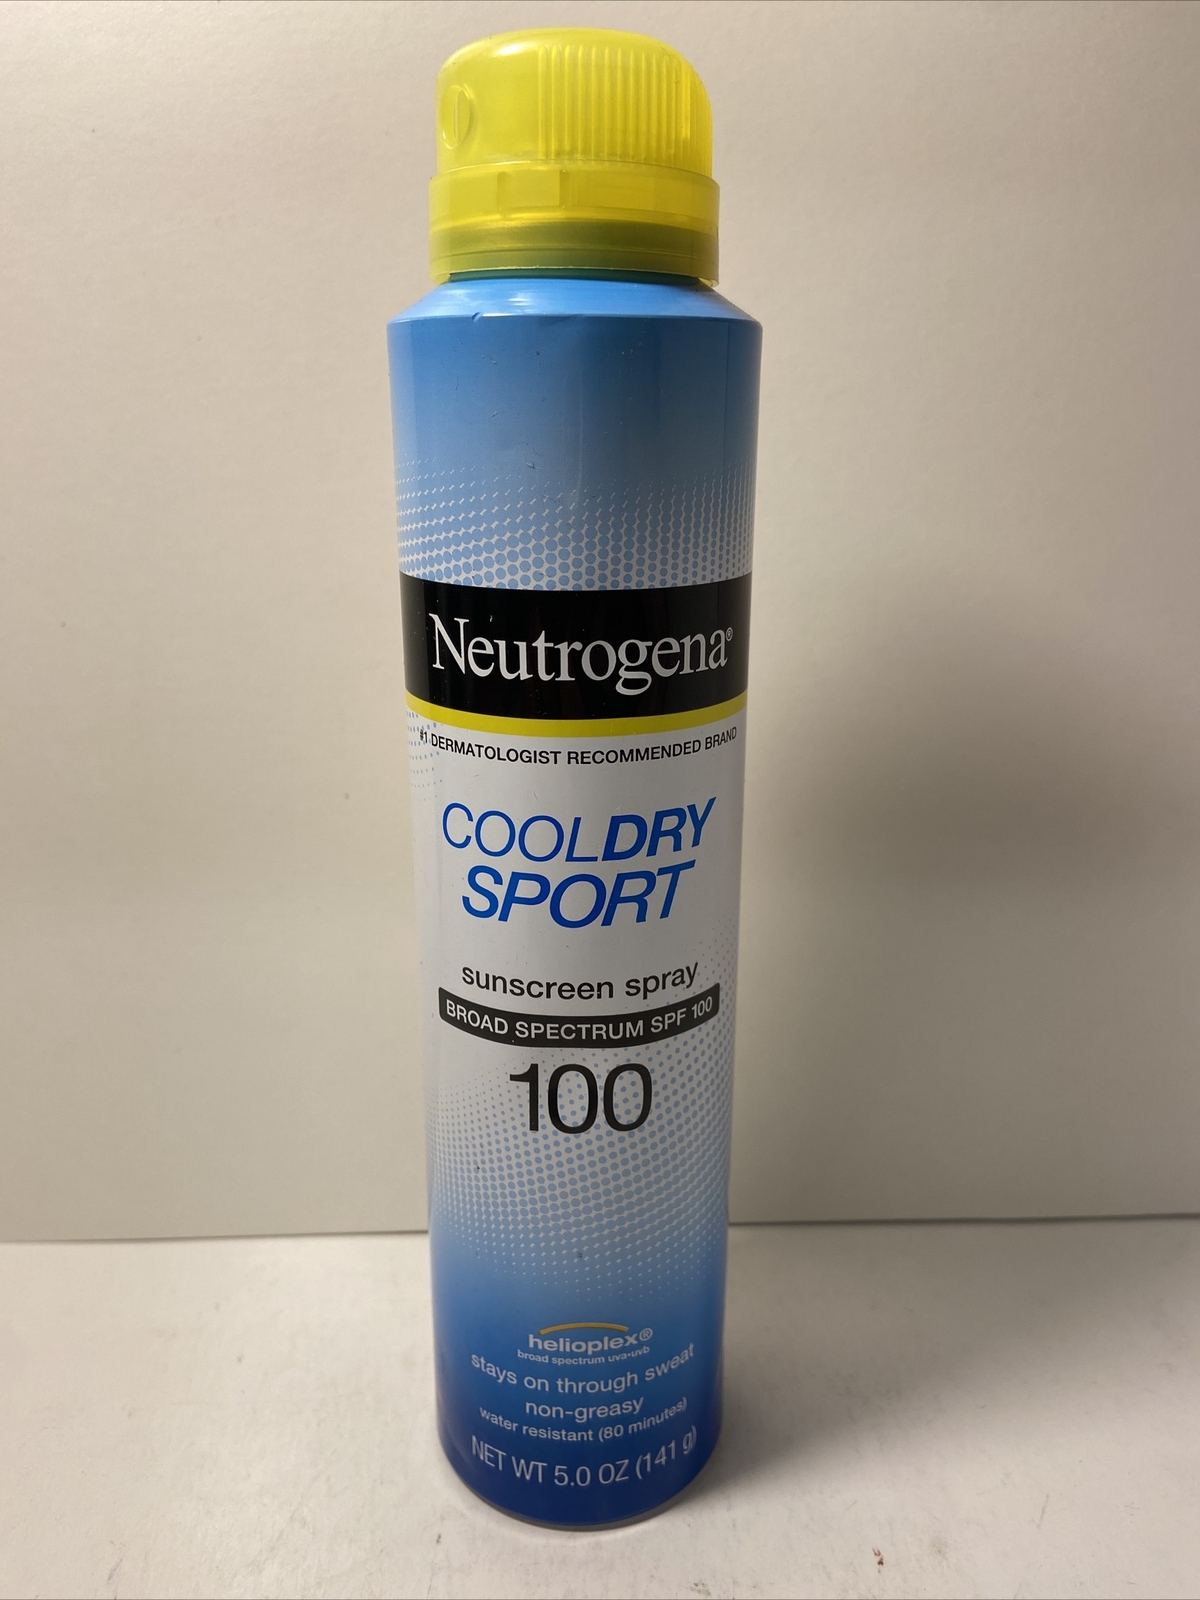 Neutrogena®
#1 DERMATOLOGIST RECOMMENDED BRAND
COOLDRY
SPORT
sunscreen spray
BROAD SPECTRUM SPF 100
100
helioplex®
broad spectrum uva•uvb
stays on through sweat
non-greasy
water resistant (80 minutes)
NET WT 5.0 OZ (141 g)